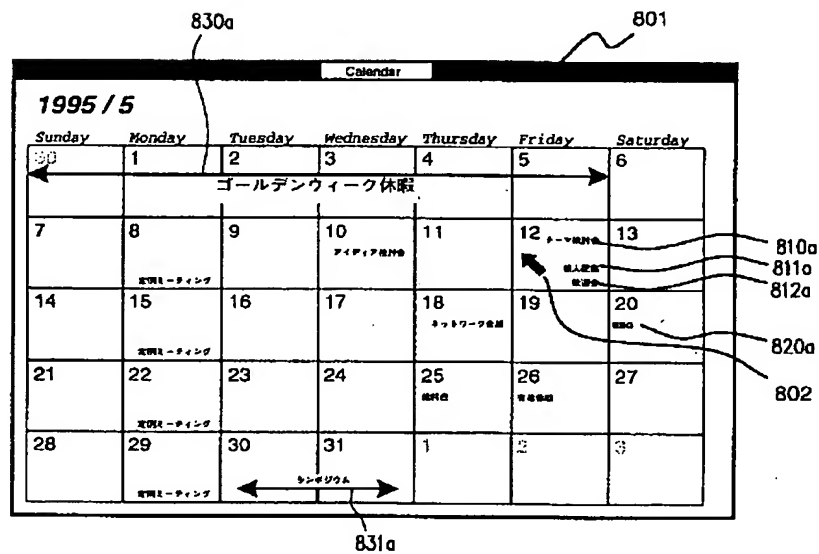 830a 801
Calendar
1995 / 5
Sunday Monday Tuesday Wednesday Thursday Friday Saturday
30 1 2 3 4 5 6
ゴールデンウィーク休暇
7 8 9 10 11 12 13
アイディア検討会
テーマ検討会
810a
811a
定例ミーティング
812a
14 15 16 17 18 19 20
ネットワーク会議
820a
定例ミーティング
802
21 22 23 24 25 26 27
定例ミーティング
28 29 30 31 1 2 3
シンポジウム
定例ミーティング
831a